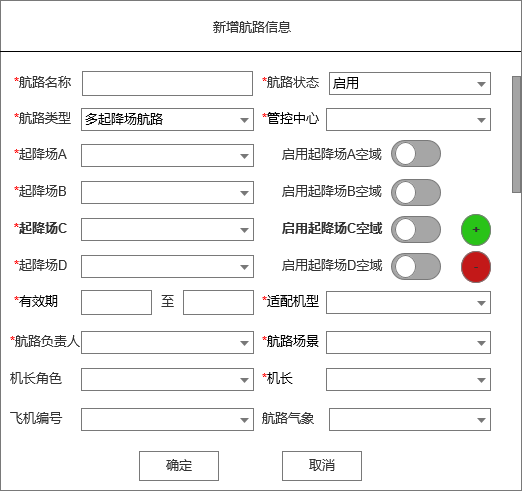 新增航路信息
*航路名称 *航路状态 启用
*航路类型 多起降场航路 *管控中心
*起降场A 启用起降场A空域
*起降场B 启用起降场B空域
*起降场C 启用起降场C空域 +
*起降场D 启用起降场D空域 -
*有效期 至 *适配机型
*航路负责人 *航路场景
机长角色 *机长
飞机编号 航路气象
确定 取消